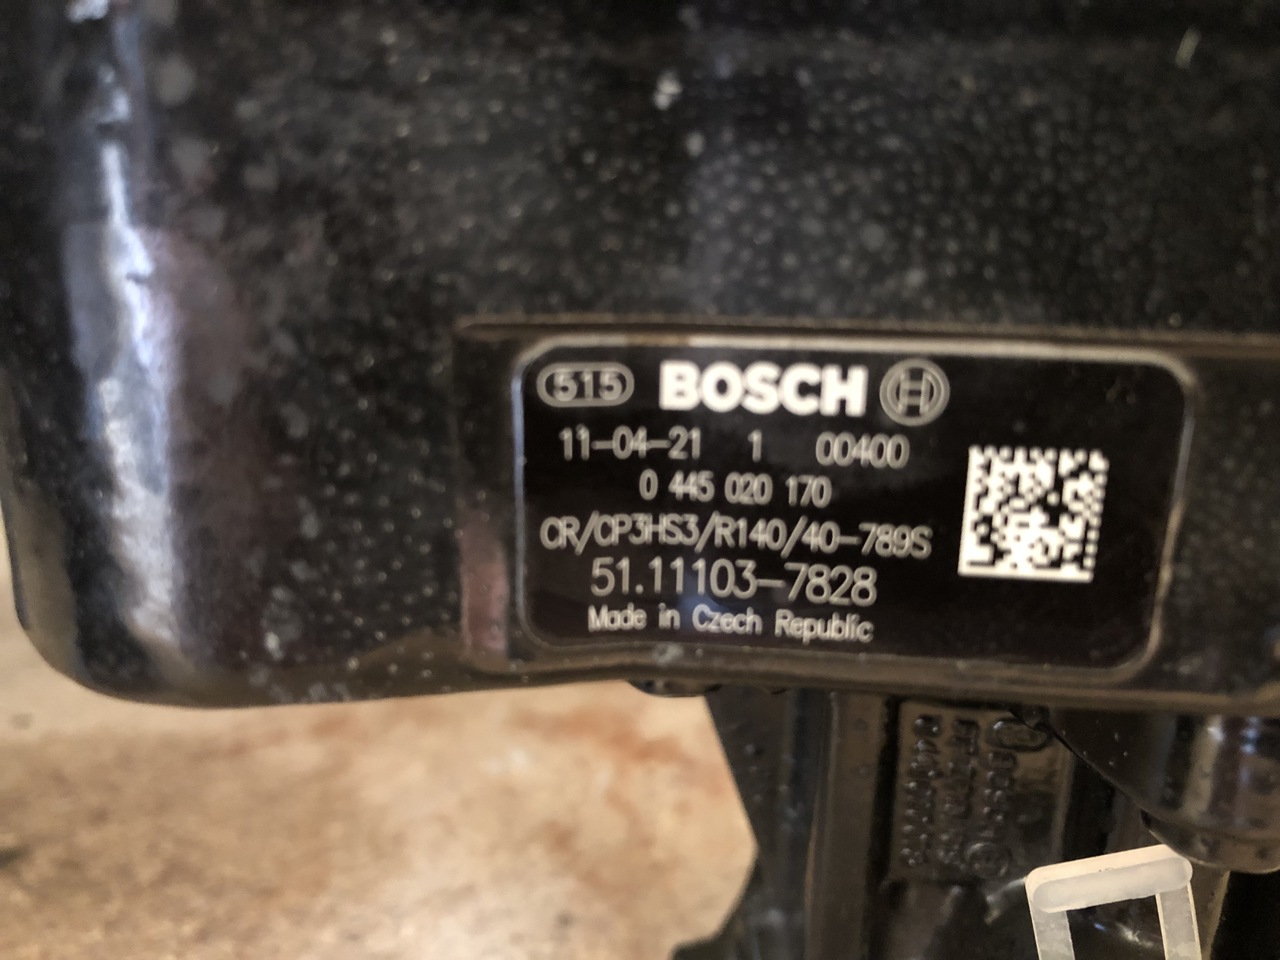 515 BOSCH
11-04-21 1 00400
0 445 020 170
CR/CP3HS3/R140/40-789S
51.11103-7828
Made in Czech Republic
BOSCH